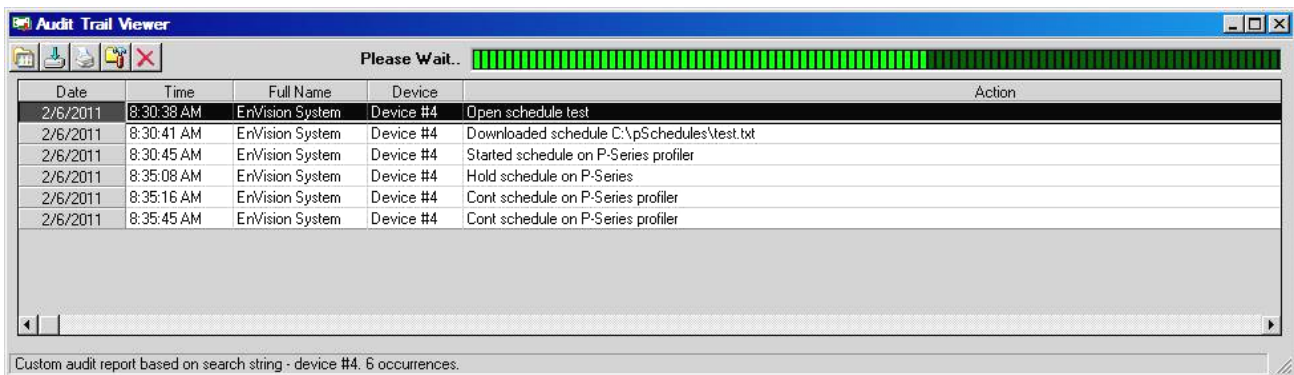 Audit Trail Viewer
Please Wait..
Date Time Full Name Device Action
2/6/2011 8:30:38 AM EnVision System Device #4 Open schedule test
2/6/2011 8:30:41 AM EnVision System Device #4 Downloaded schedule C:\pSchedules\test.txt
2/6/2011 8:30:45 AM EnVision System Device #4 Started schedule on P-Series profiler
2/6/2011 8:35:08 AM EnVision System Device #4 Hold schedule on P-Series
2/6/2011 8:35:16 AM EnVision System Device #4 Cont schedule on P-Series profiler
2/6/2011 8:35:45 AM EnVision System Device #4 Cont schedule on P-Series profiler
Custom audit report based on search string - device #4. 6 occurrences.